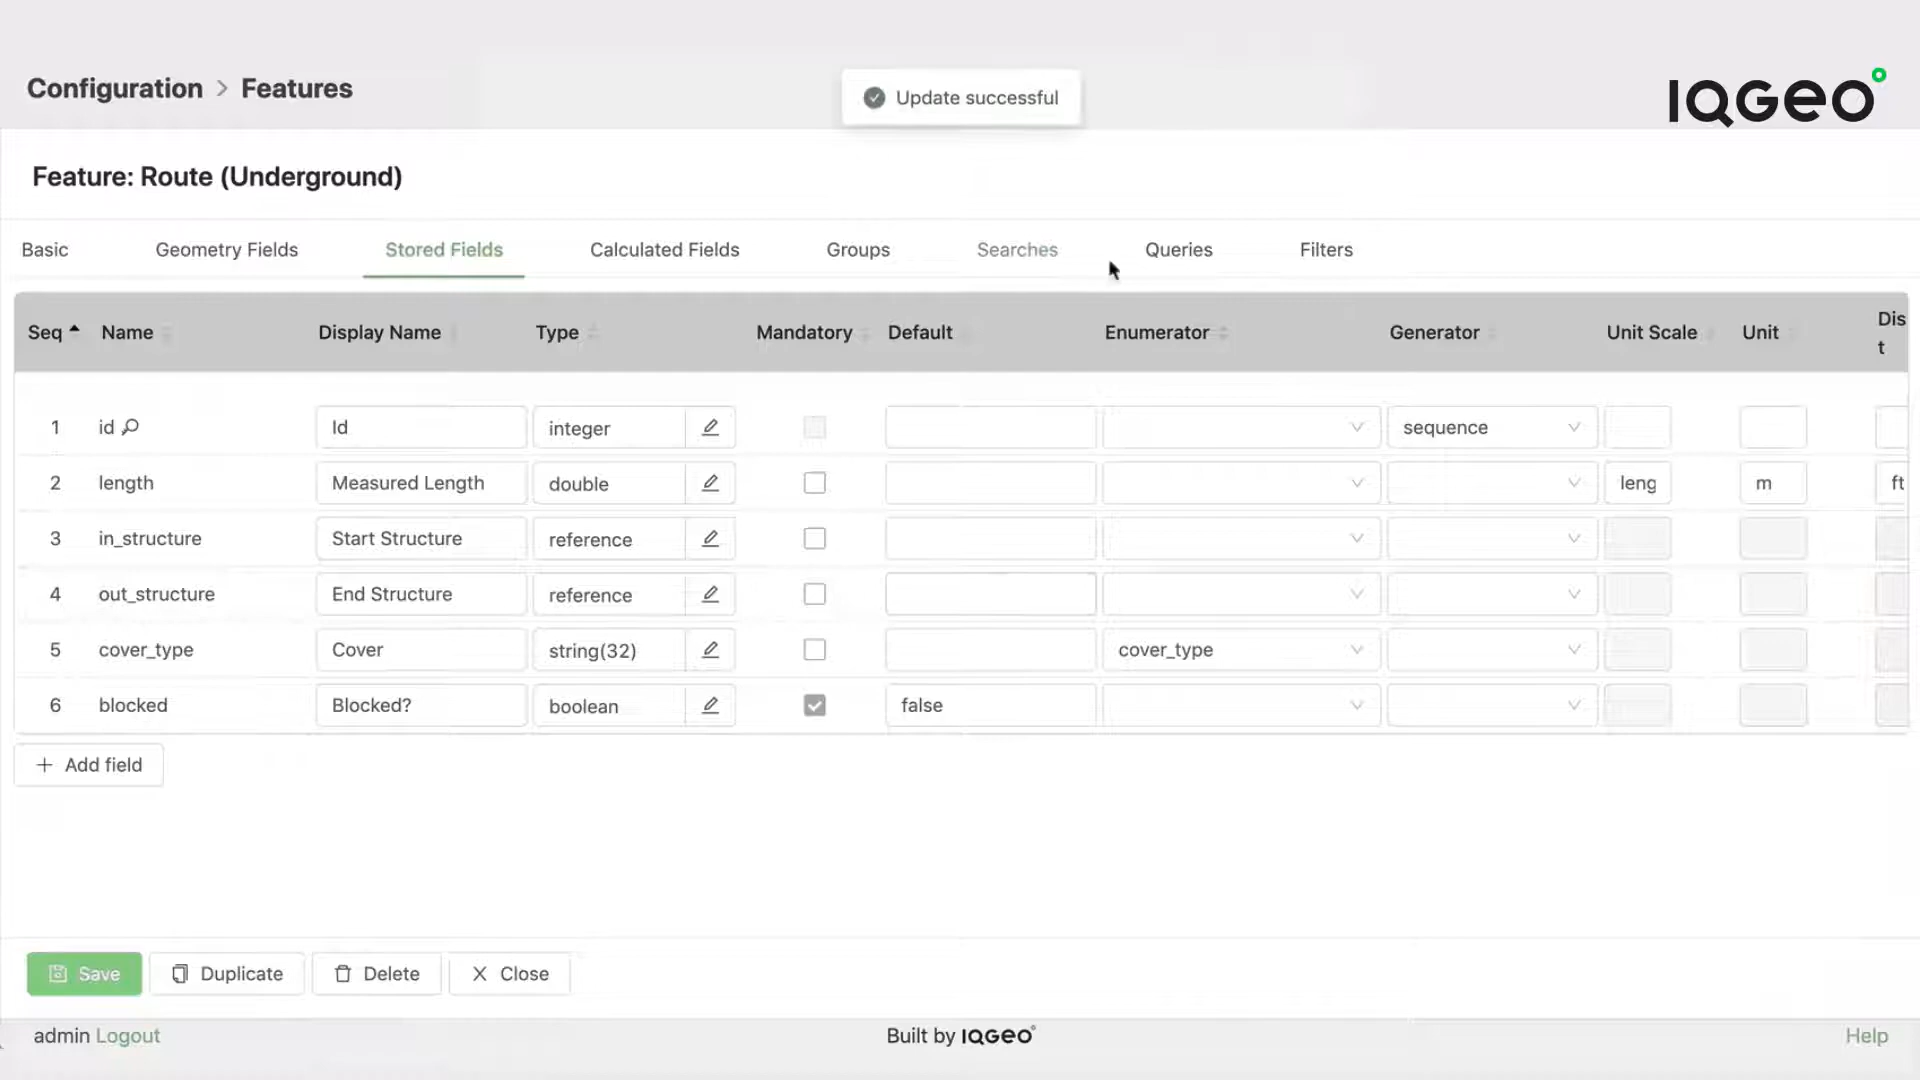 Configuration > Features
Update successful
IQGeo
Feature: Route (Underground)
Basic Geometry Fields Stored Fields Calculated Fields Groups Searches Queries Filters
Seq Name Display Name Type Mandatory Default Enumerator Generator Unit Scale Unit Dis
t
1 id Id integer sequence
2 length Measured Length double leng m ft
3 in_structure Start Structure reference
4 out_structure End Structure reference
5 cover_type Cover string(32) cover_type
6 blocked Blocked? boolean false
+ Add field
Save Duplicate Delete Close
admin Logout Built by IQGeo Help